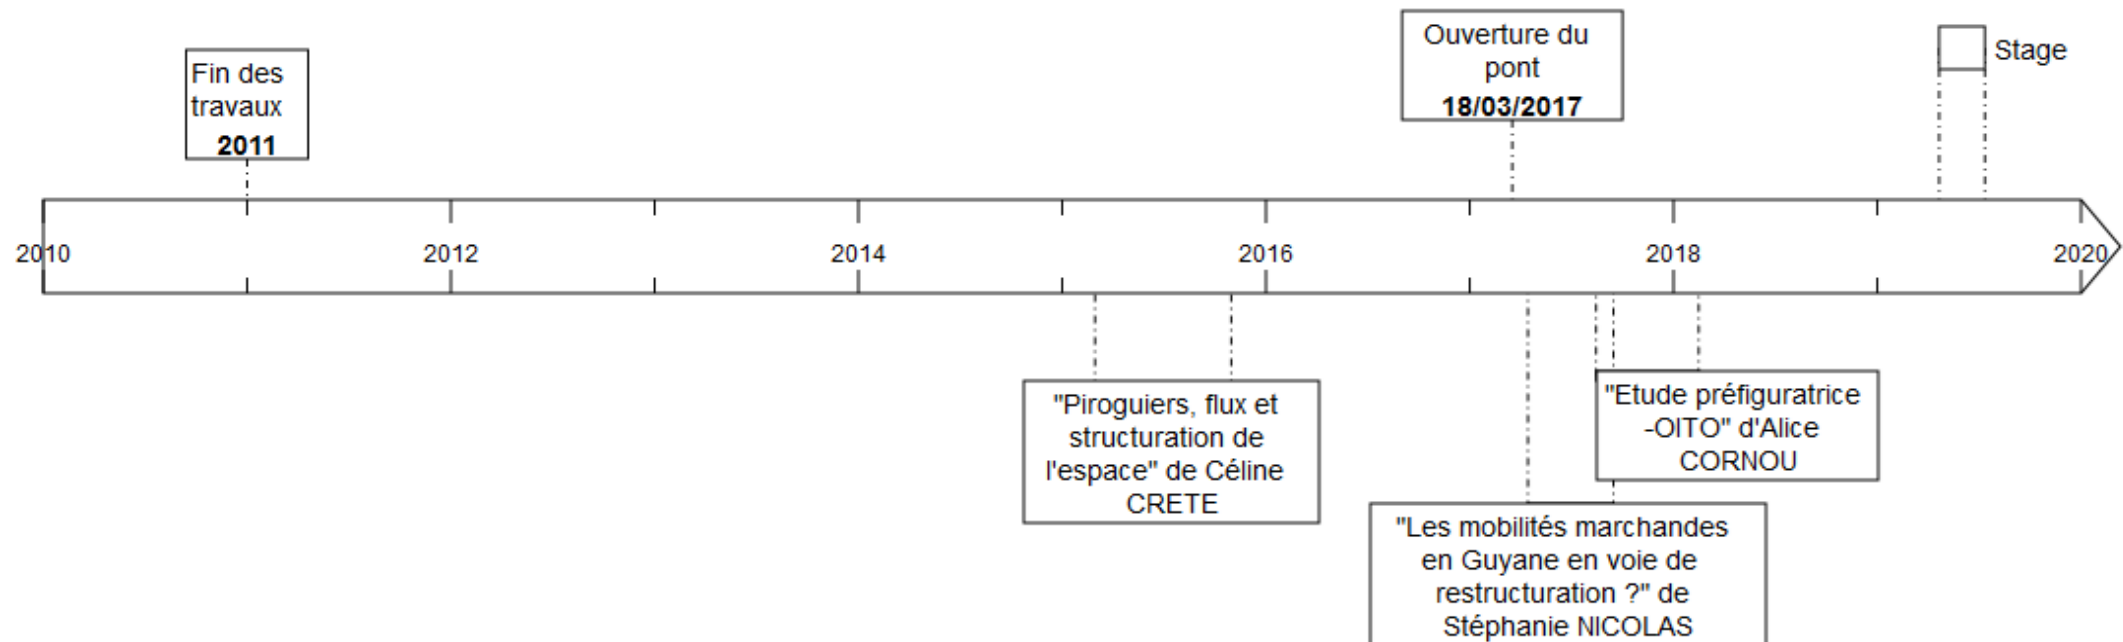 Fin des
travaux
2011
Ouverture du
pont
18/03/2017
Stage
2010
2012
2014
2016
2018
2020
"Piroguiers, flux et
structuration de
l'espace" de Céline
CRETE
"Etude préfiguratrice
-OITO" d'Alice
CORNOU
"Les mobilités marchandes
en Guyane en voie de
restructuration ?" de
Stéphanie NICOLAS